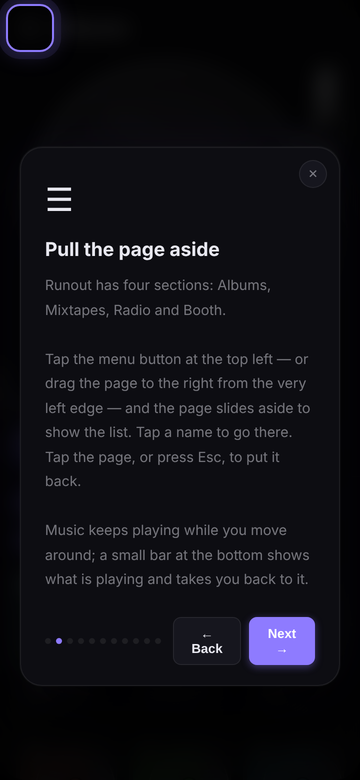 ☰
✕
Pull the page aside
Runout has four sections: Albums,
Mixtapes, Radio and Booth.
Tap the menu button at the top left — or
drag the page to the right from the very
left edge — and the page slides aside to
show the list. Tap a name to go there.
Tap the page, or press Esc, to put it
back.
Music keeps playing while you move
around; a small bar at the bottom shows
what is playing and takes you back to it.
←
Back
Next
→